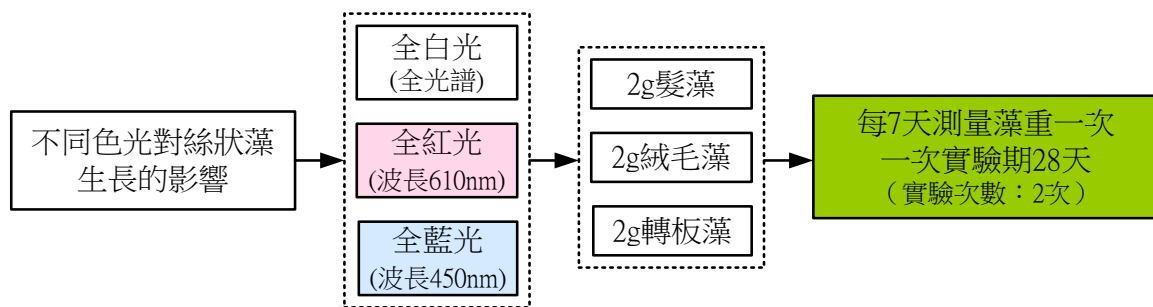 不同色光對絲狀藻
生長的影響
全白光
(全光譜)
全紅光
(波長610nm)
全藍光
(波長450nm)
2g髮藻
2g絨毛藻
2g轉板藻
每7天測量藻重一次
一次實驗期28天
（實驗次數：2次）